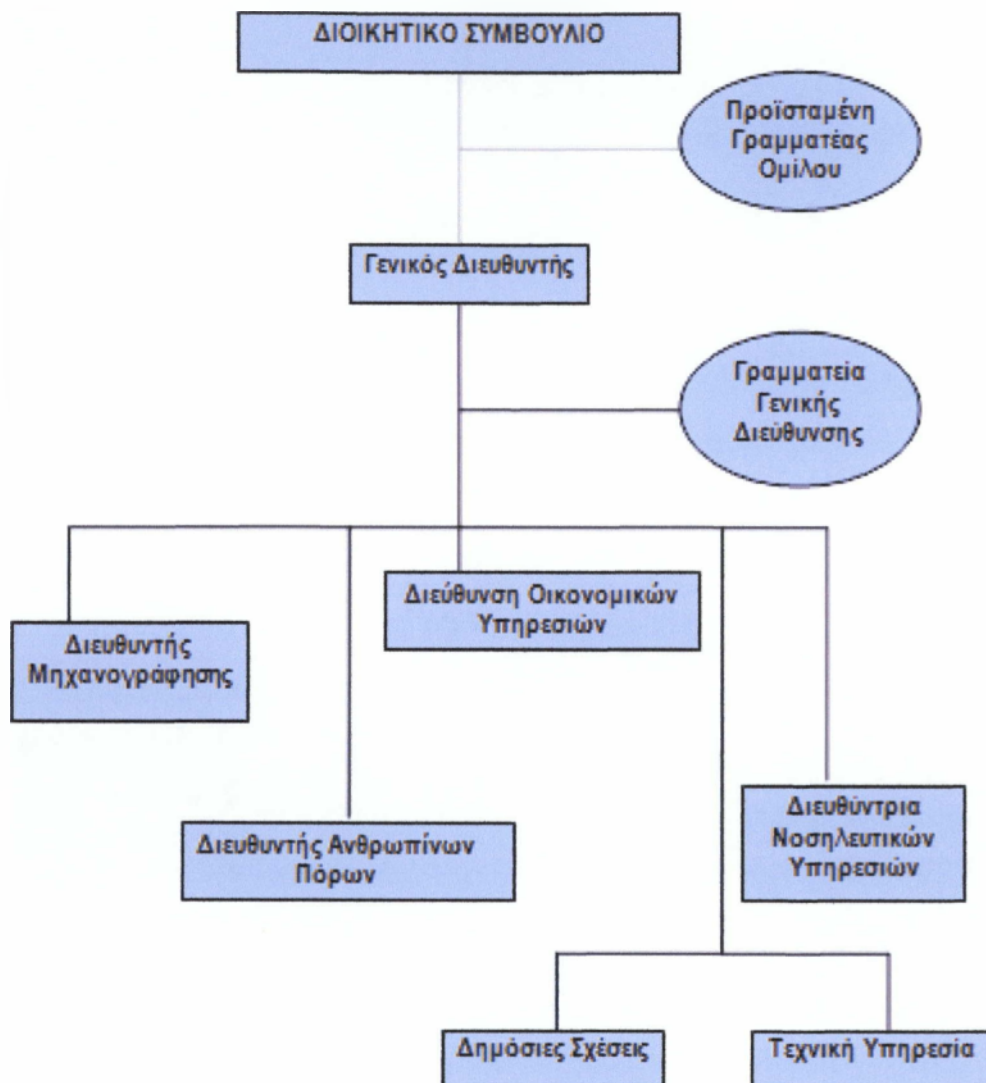 ΔΙΟΙΚΗΤΙΚΟ ΣΥΜΒΟΥΛΙΟ
Προϊσταμένη
Γραμματέας
Ομίλου
Γενικός Διευθυντής
Γραμματεία
Γενικής
Διεύθυνσης
Διεύθυνση Οικονομικών
Υπηρεσιών
Διευθυντής
Μηχανογράφησης
Διευθυντής Ανθρωπίνων
Πόρων
Διευθύντρια
Νοσηλευτικών
Υπηρεσιών
Δημόσιες Σχέσεις
Τεχνική Υπηρεσία